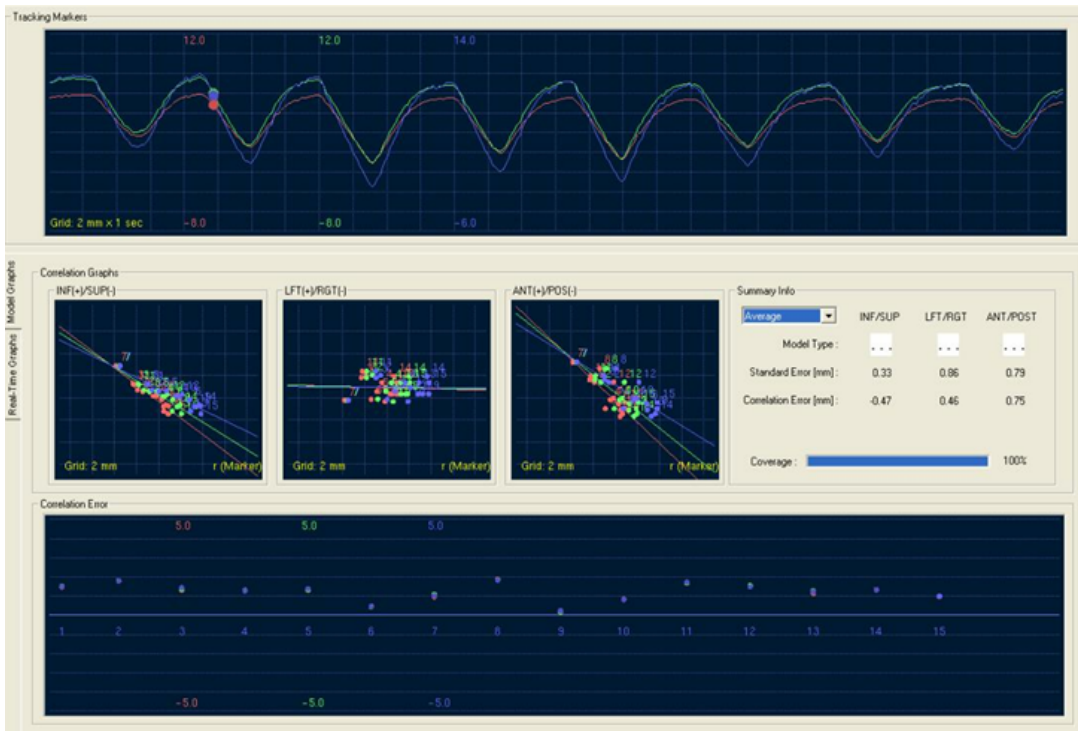 Tracking Markers
12.0 12.0 14.0
Grid: 2 mm × 1 sec -8.0 -8.0 -6.0
Model Graphs
Real-Time Graphs
Correlation Graphs
INF(+)/SUP(-) LFT(+)/RGT(-) ANT(+)/POS(-) Summary Info
Average INF/SUP LFT/RGT ANT/POST
Model Type : ... ... ...
Standard Error [mm] : 0.33 0.86 0.79
Correlation Error [mm] : -0.47 0.46 0.75
Grid: 2 mm r (Marker) Grid: 2 mm r (Marker) Grid: 2 mm r (Marker)
Coverage : 100%
Correlation Error
5.0 5.0 5.0
1 2 3 4 5 6 7 8 9 10 11 12 13 14 15
-5.0 -5.0 -5.0